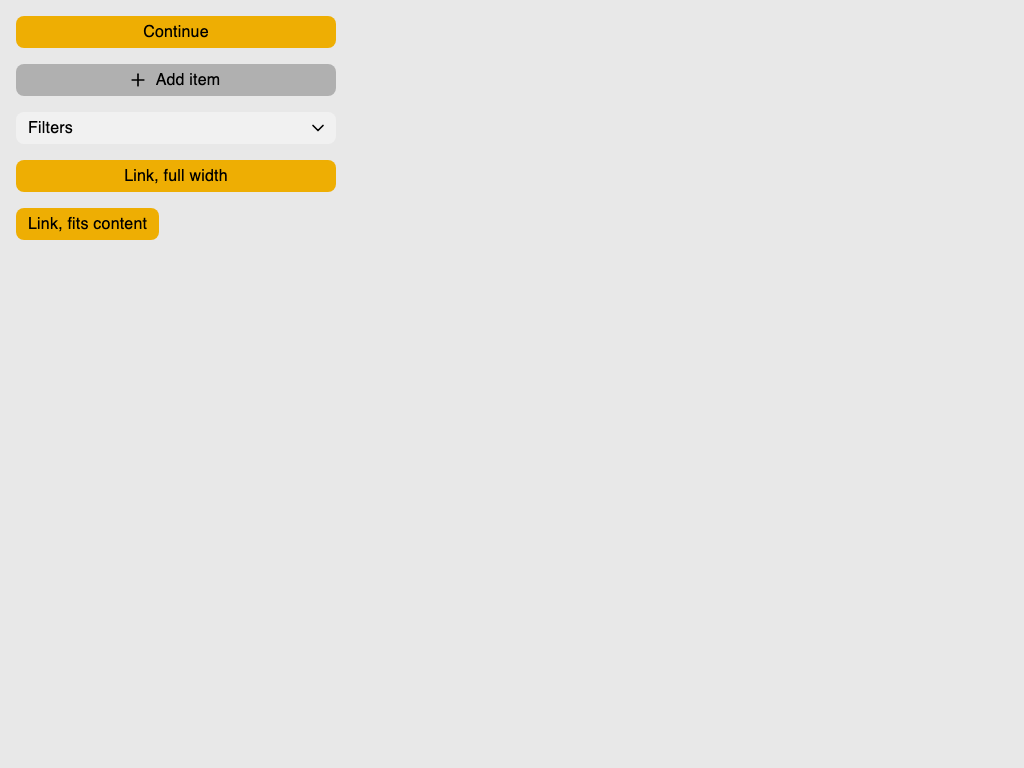 Continue
Add item
Filters
Link, full width
Link, fits content